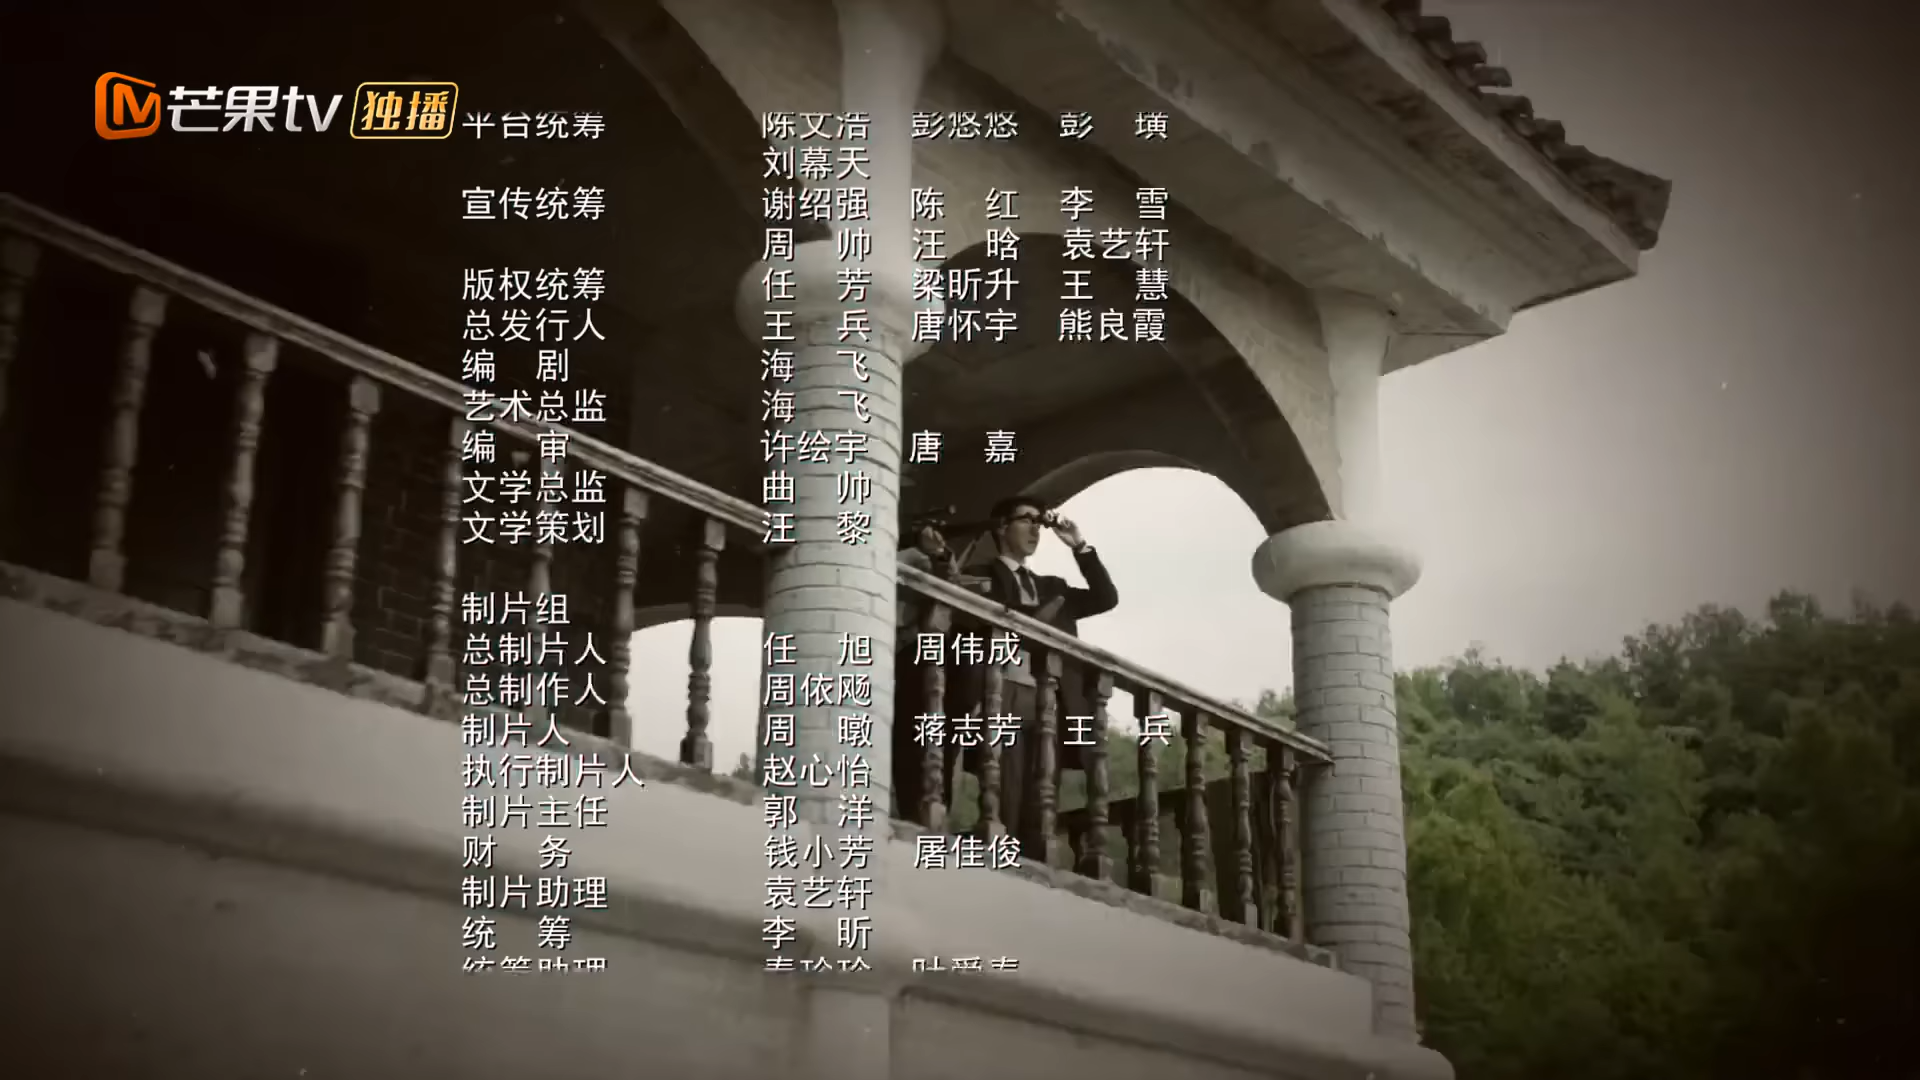 芒果tv 独播
平台统筹 陈文浩 彭悠悠 彭 璜
刘幕天
宣传统筹 谢绍强 陈 红 李 雪
周 帅 汪 晗 袁艺轩
版权统筹 任 芳 梁昕升 王 慧
总发行人 王 兵 唐怀宇 熊良霞
编 剧 海 飞
艺术总监 海 飞
编 审 许绘宇 唐 嘉
文学总监 曲 帅
文学策划 汪 黎
制片组
总制片人 任 旭 周伟成
总制作人 周依飏
制片人 周 暾 蒋志芳 王 兵
执行制片人 赵心怡
制片主任 郭 洋
财 务 钱小芳 屠佳俊
制片助理 袁艺轩
统 筹 李 昕
统筹助理